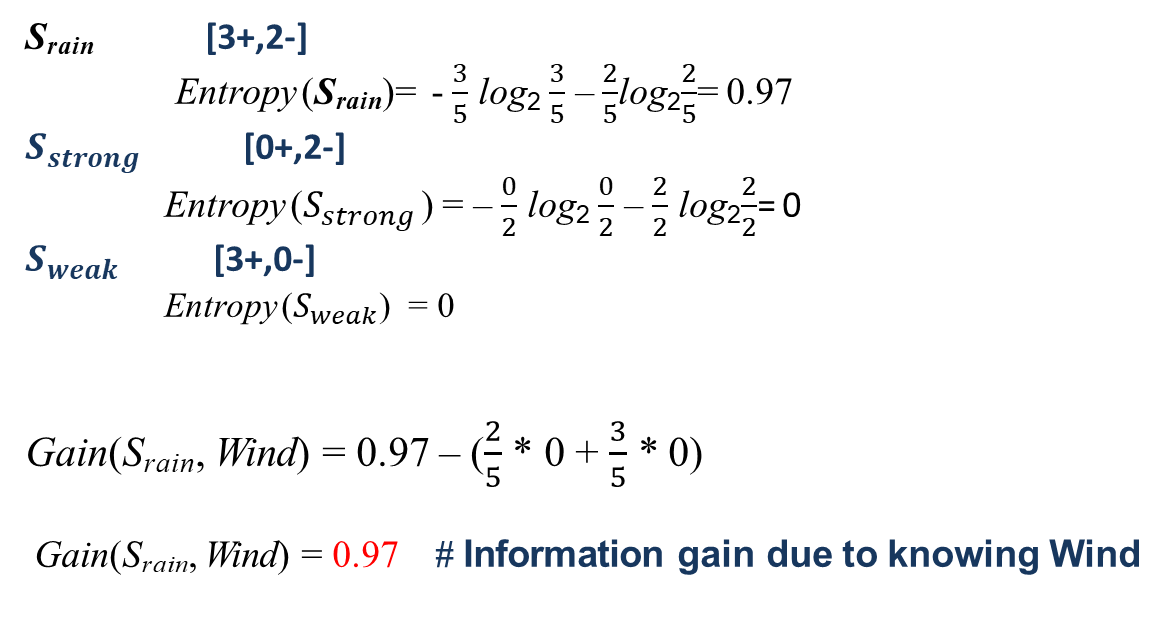 S_rain [3+,2-]
Entropy(S_rain)= - 3/5 log₂ 3/5 – 2/5 log₂ 2/5 = 0.97
S_strong [0+,2-]
Entropy(S_strong) = – 0/2 log₂ 0/2 – 2/2 log₂ 2/2 = 0
S_weak [3+,0-]
Entropy(S_weak) = 0
Gain(S_rain, Wind) = 0.97 – (2/5 * 0 + 3/5 * 0)
Gain(S_rain, Wind) = 0.97 # Information gain due to knowing Wind